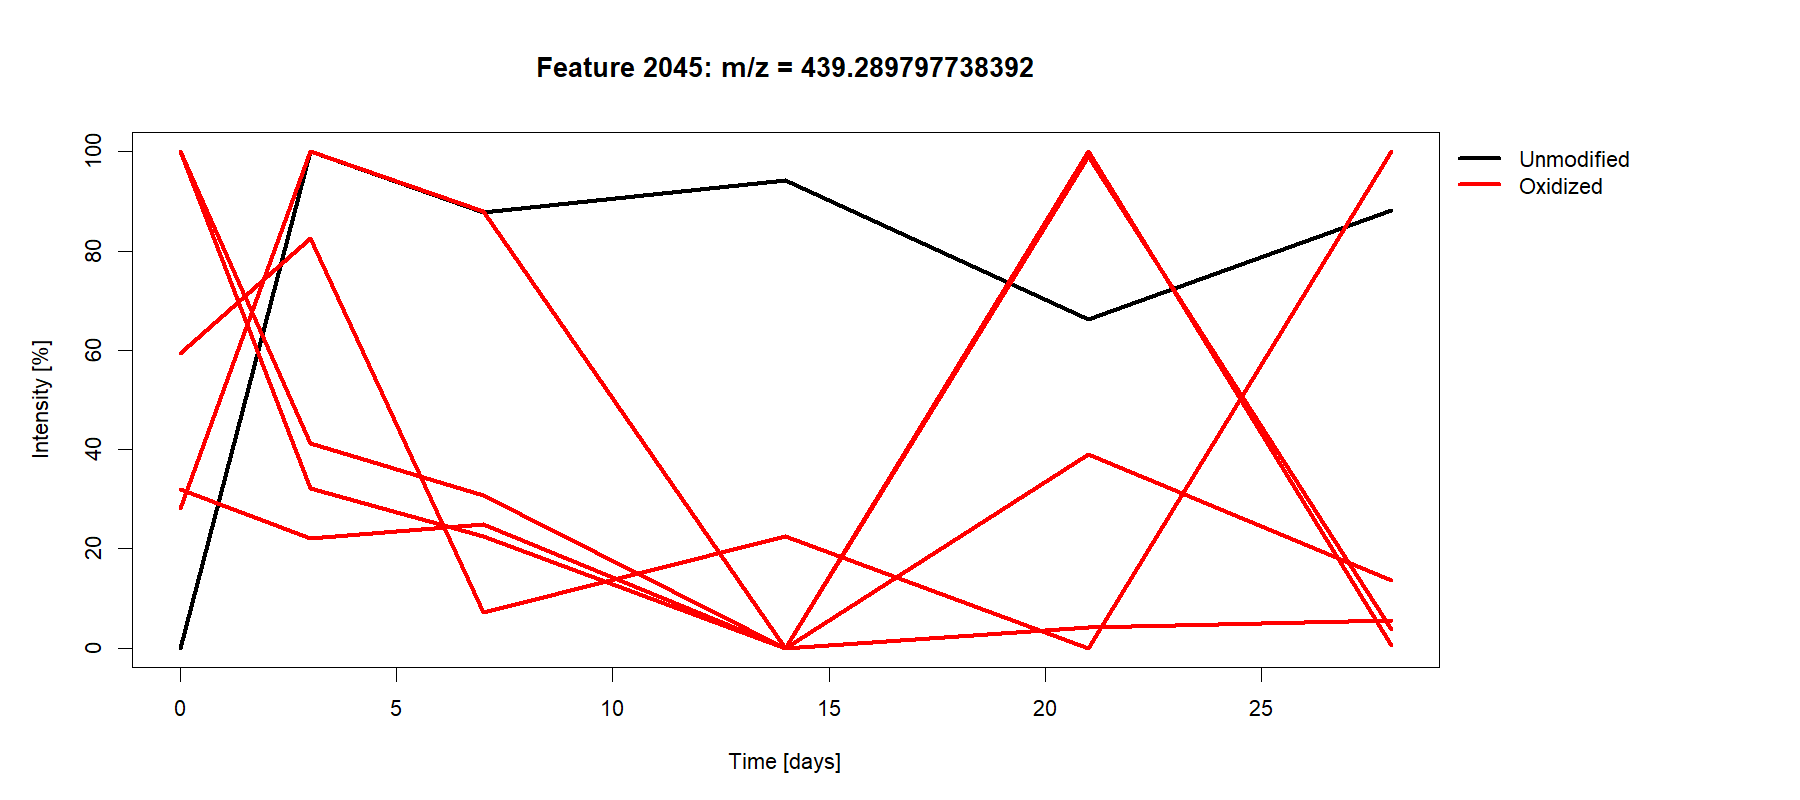 Feature 2045: m/z = 439.289797738392
Unmodified
Oxidized
100
80
60
40
20
0
Intensity [%]
0 5 10 15 20 25
Time [days]